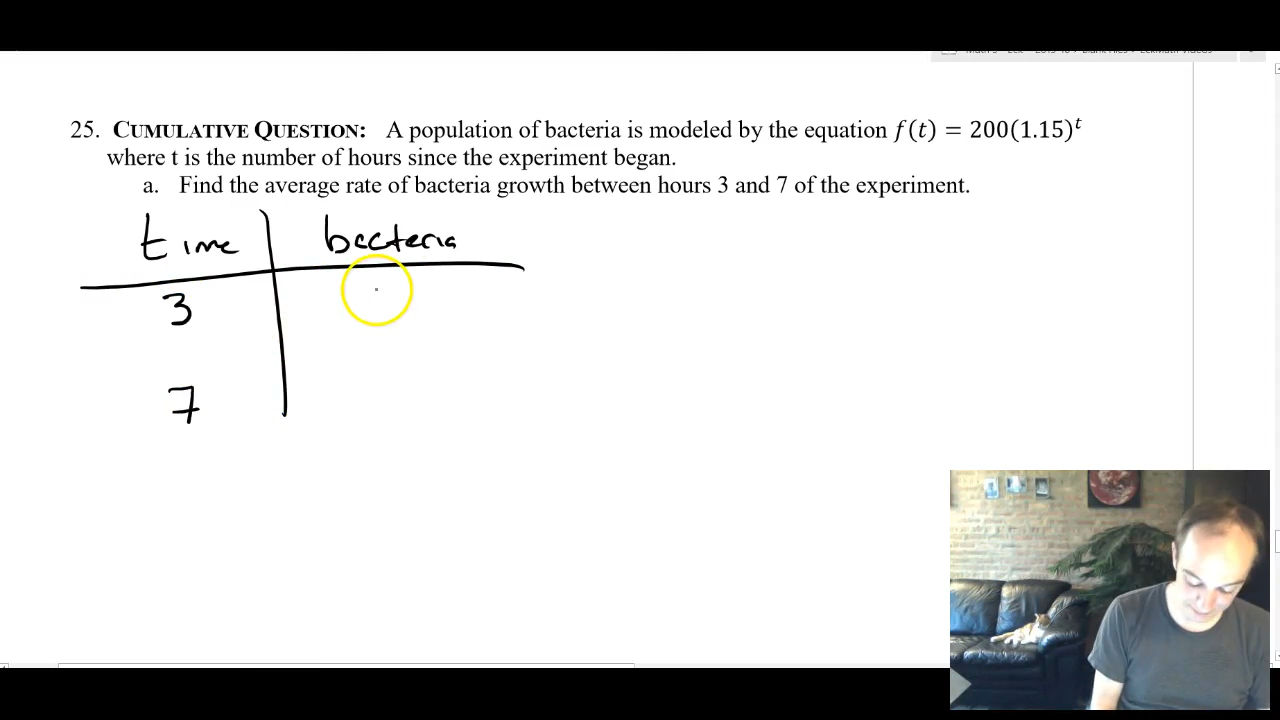 25. CUMULATIVE QUESTION: A population of bacteria is modeled by the equation f(t) = 200(1.15)^t
where t is the number of hours since the experiment began.
a. Find the average rate of bacteria growth between hours 3 and 7 of the experiment.
time bacteria
3
7